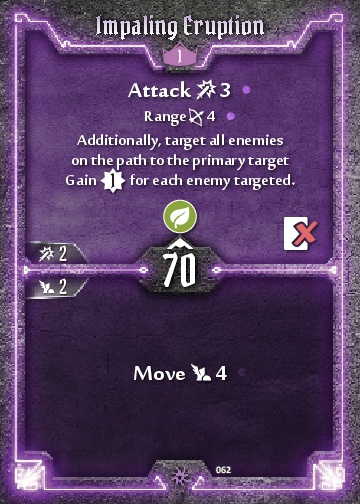 Impaling Eruption
1
Attack 3
Range 4
Additionally, target all enemies
on the path to the primary target
Gain 1 for each enemy targeted.
2
70
2
Move 4
062